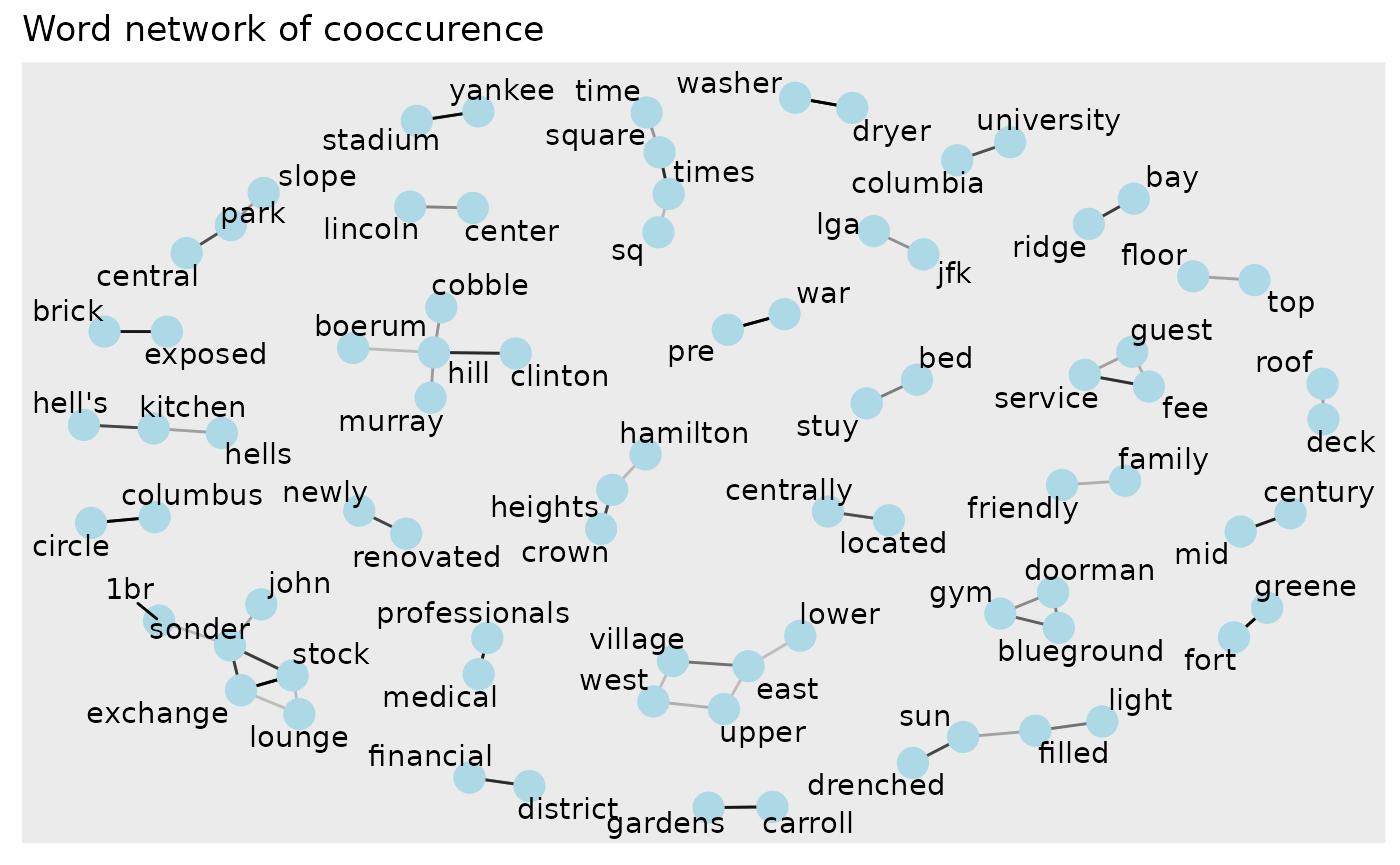 Word network of cooccurence
yankee
time
washer
stadium
square
dryer
university
slope
times
columbia
bay
park
lincoln
center
lga
sq
ridge
floor
central
jfk
cobble
war
top
brick
boerum
guest
exposed
hill
clinton
pre
bed
roof
hell's
kitchen
murray
service
fee
stuy
hamilton
deck
hells
family
columbus
newly
heights
centrally
friendly
century
circle
renovated
crown
located
mid
1br
john
doorman
gym
greene
sonder
professionals
village
lower
stock
blueground
fort
west
east
exchange
medical
lounge
upper
light
sun
financial
filled
drenched
district
gardens
carroll